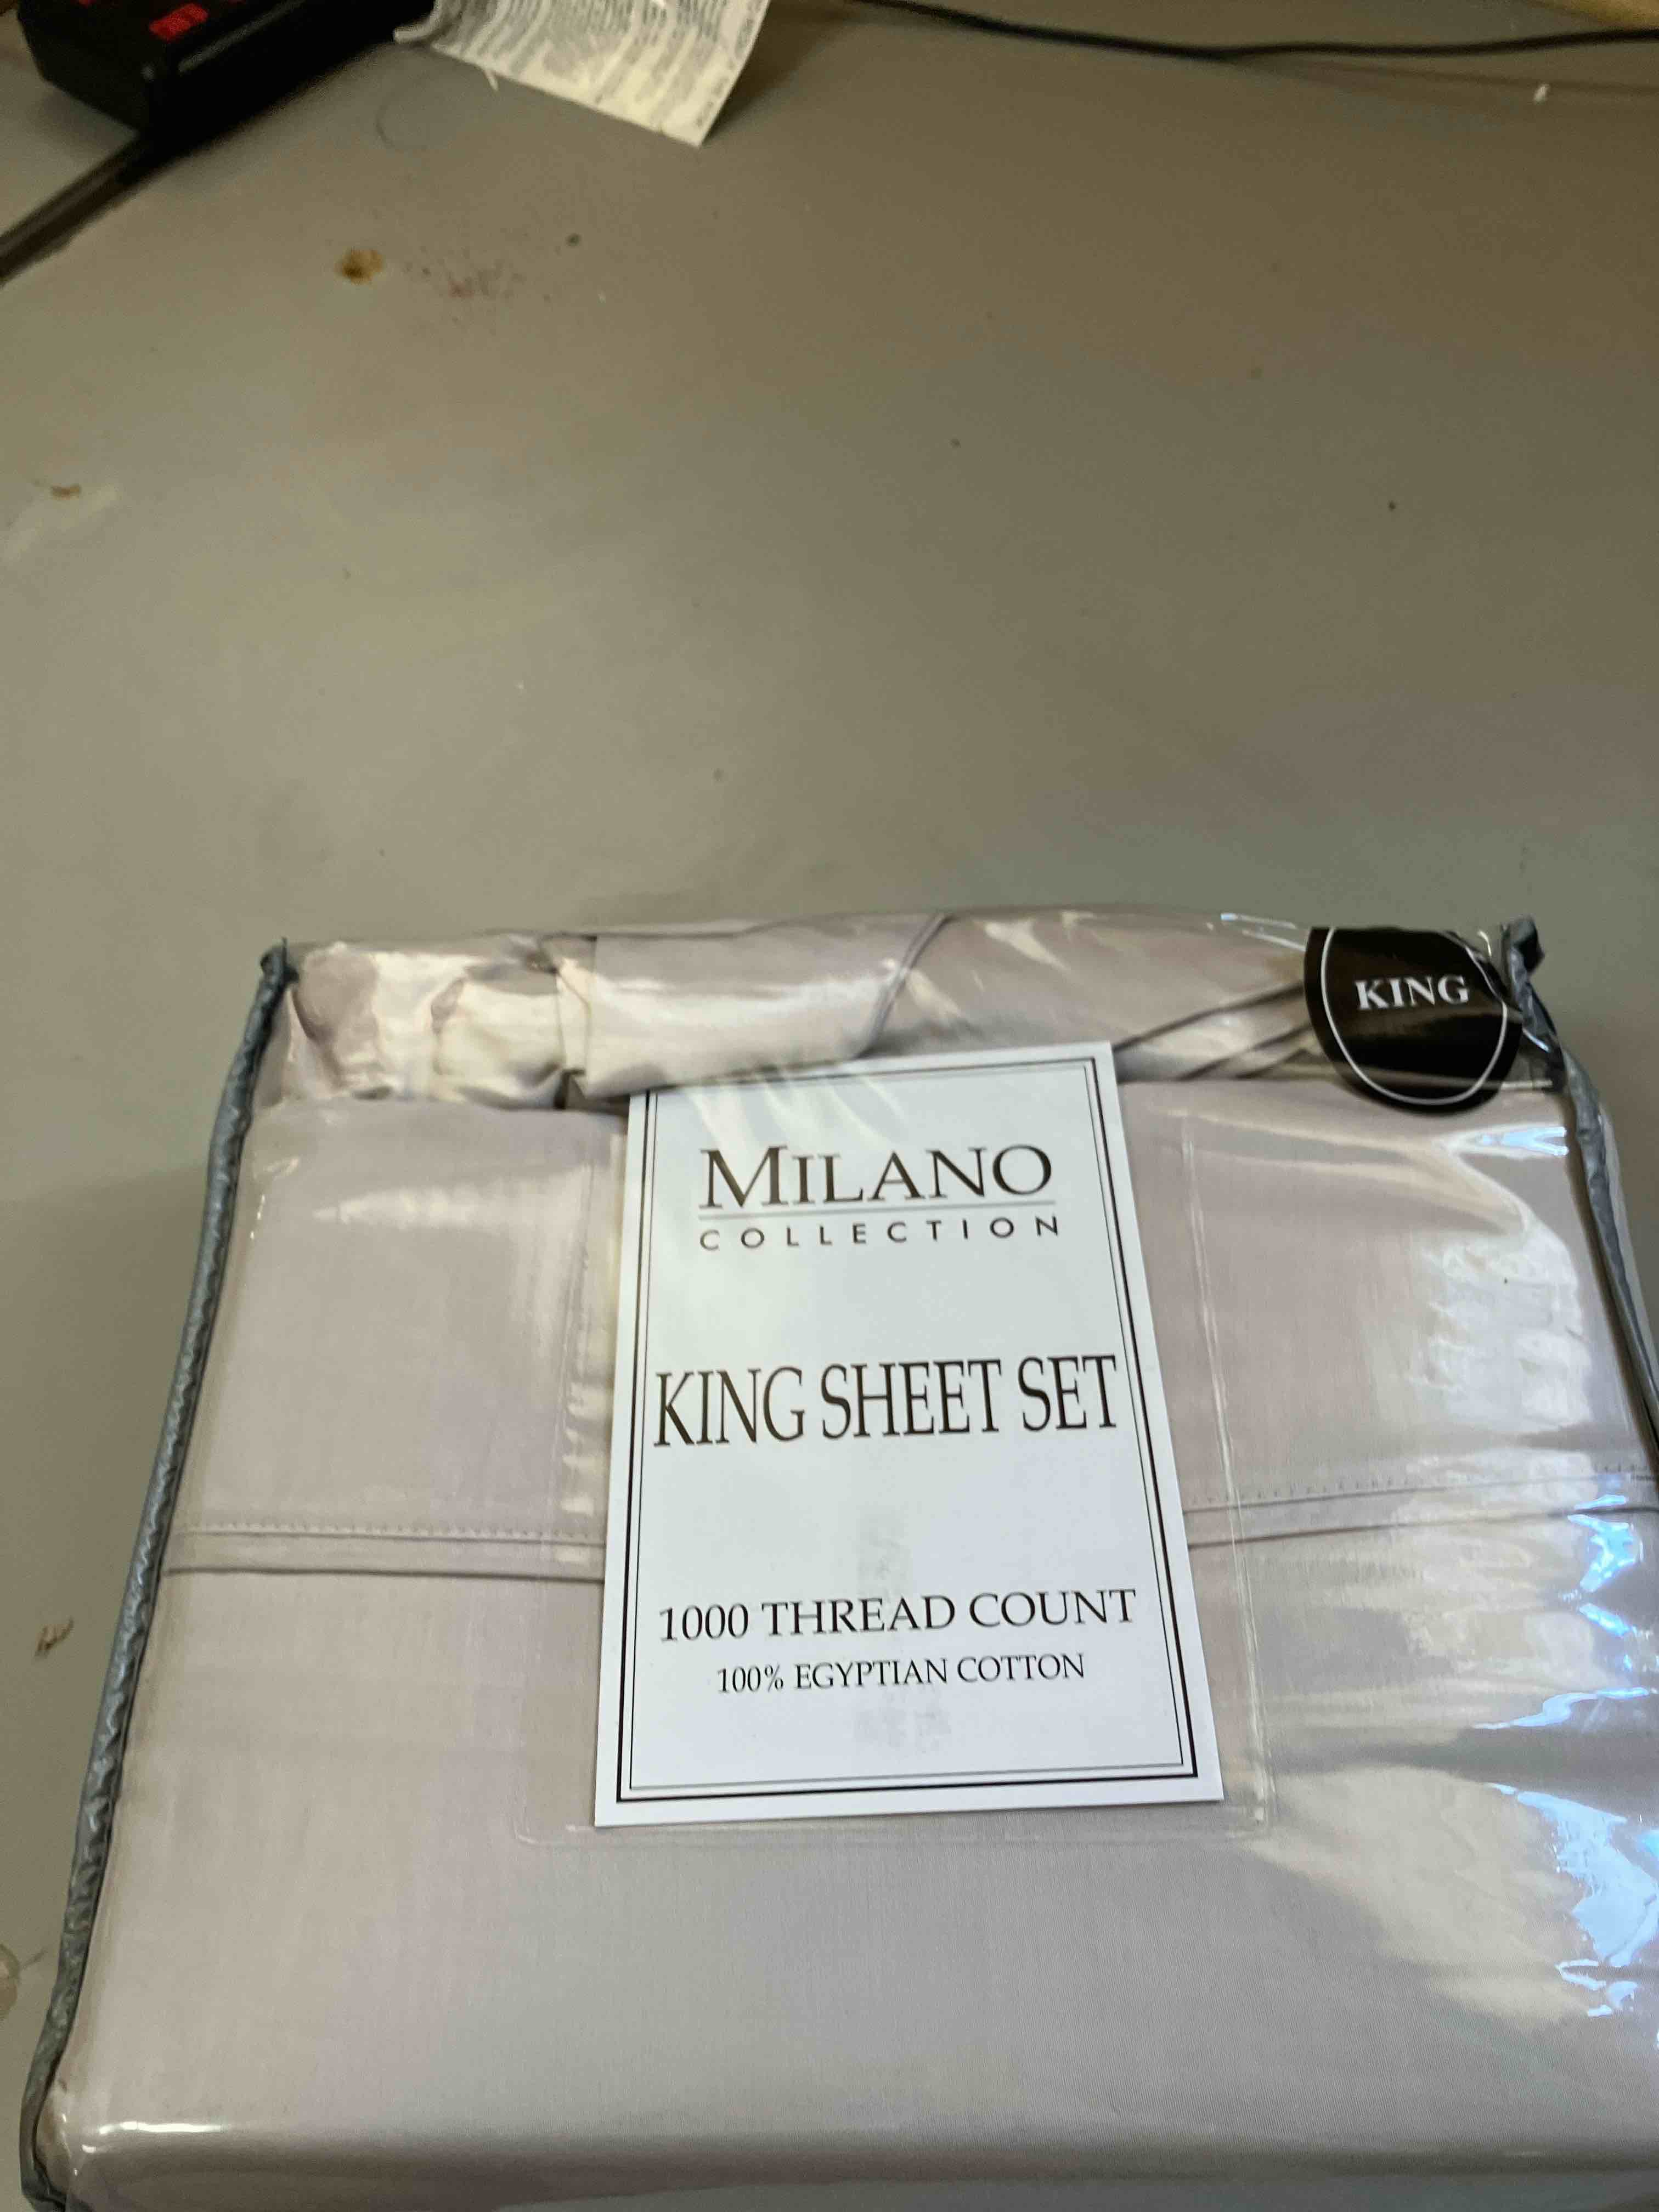 KING
MILANO
COLLECTION
KING SHEET SET
1000 THREAD COUNT
100% EGYPTIAN COTTON